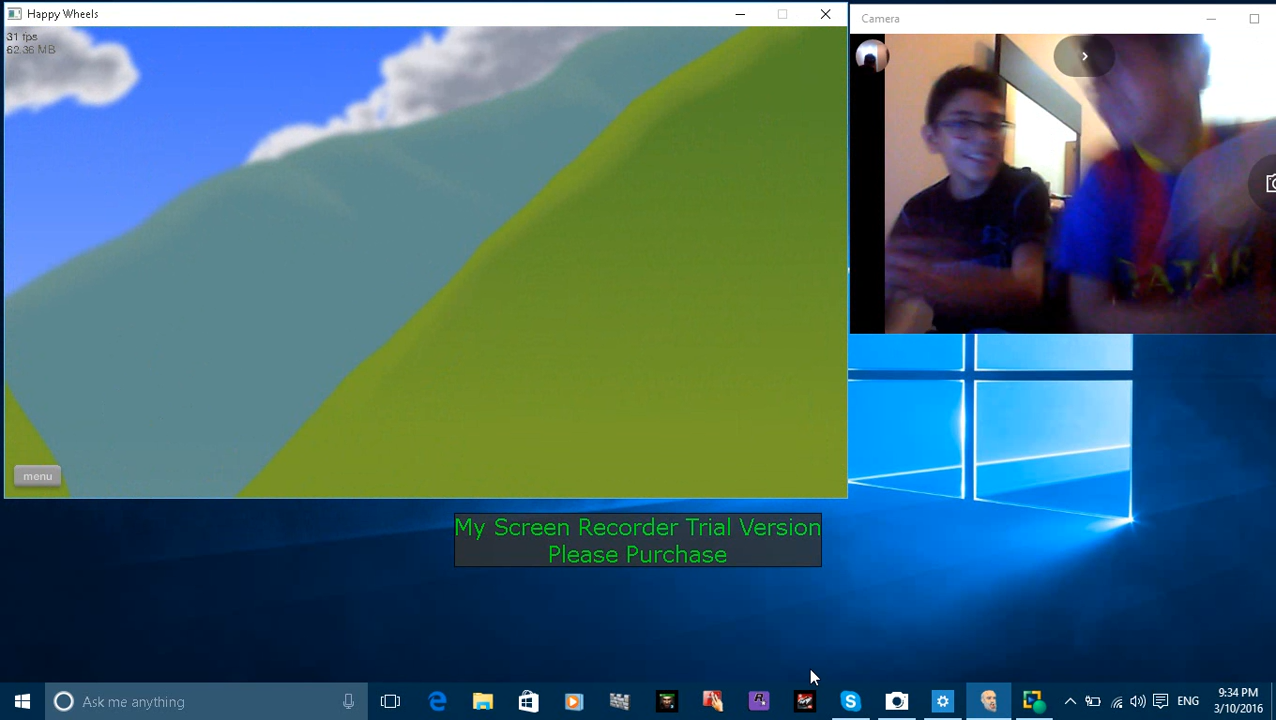 Happy Wheels
31 fps
62.36 MB
menu
Camera
My Screen Recorder Trial Version
Please Purchase
Ask me anything
ENG
9:34 PM
3/10/2016